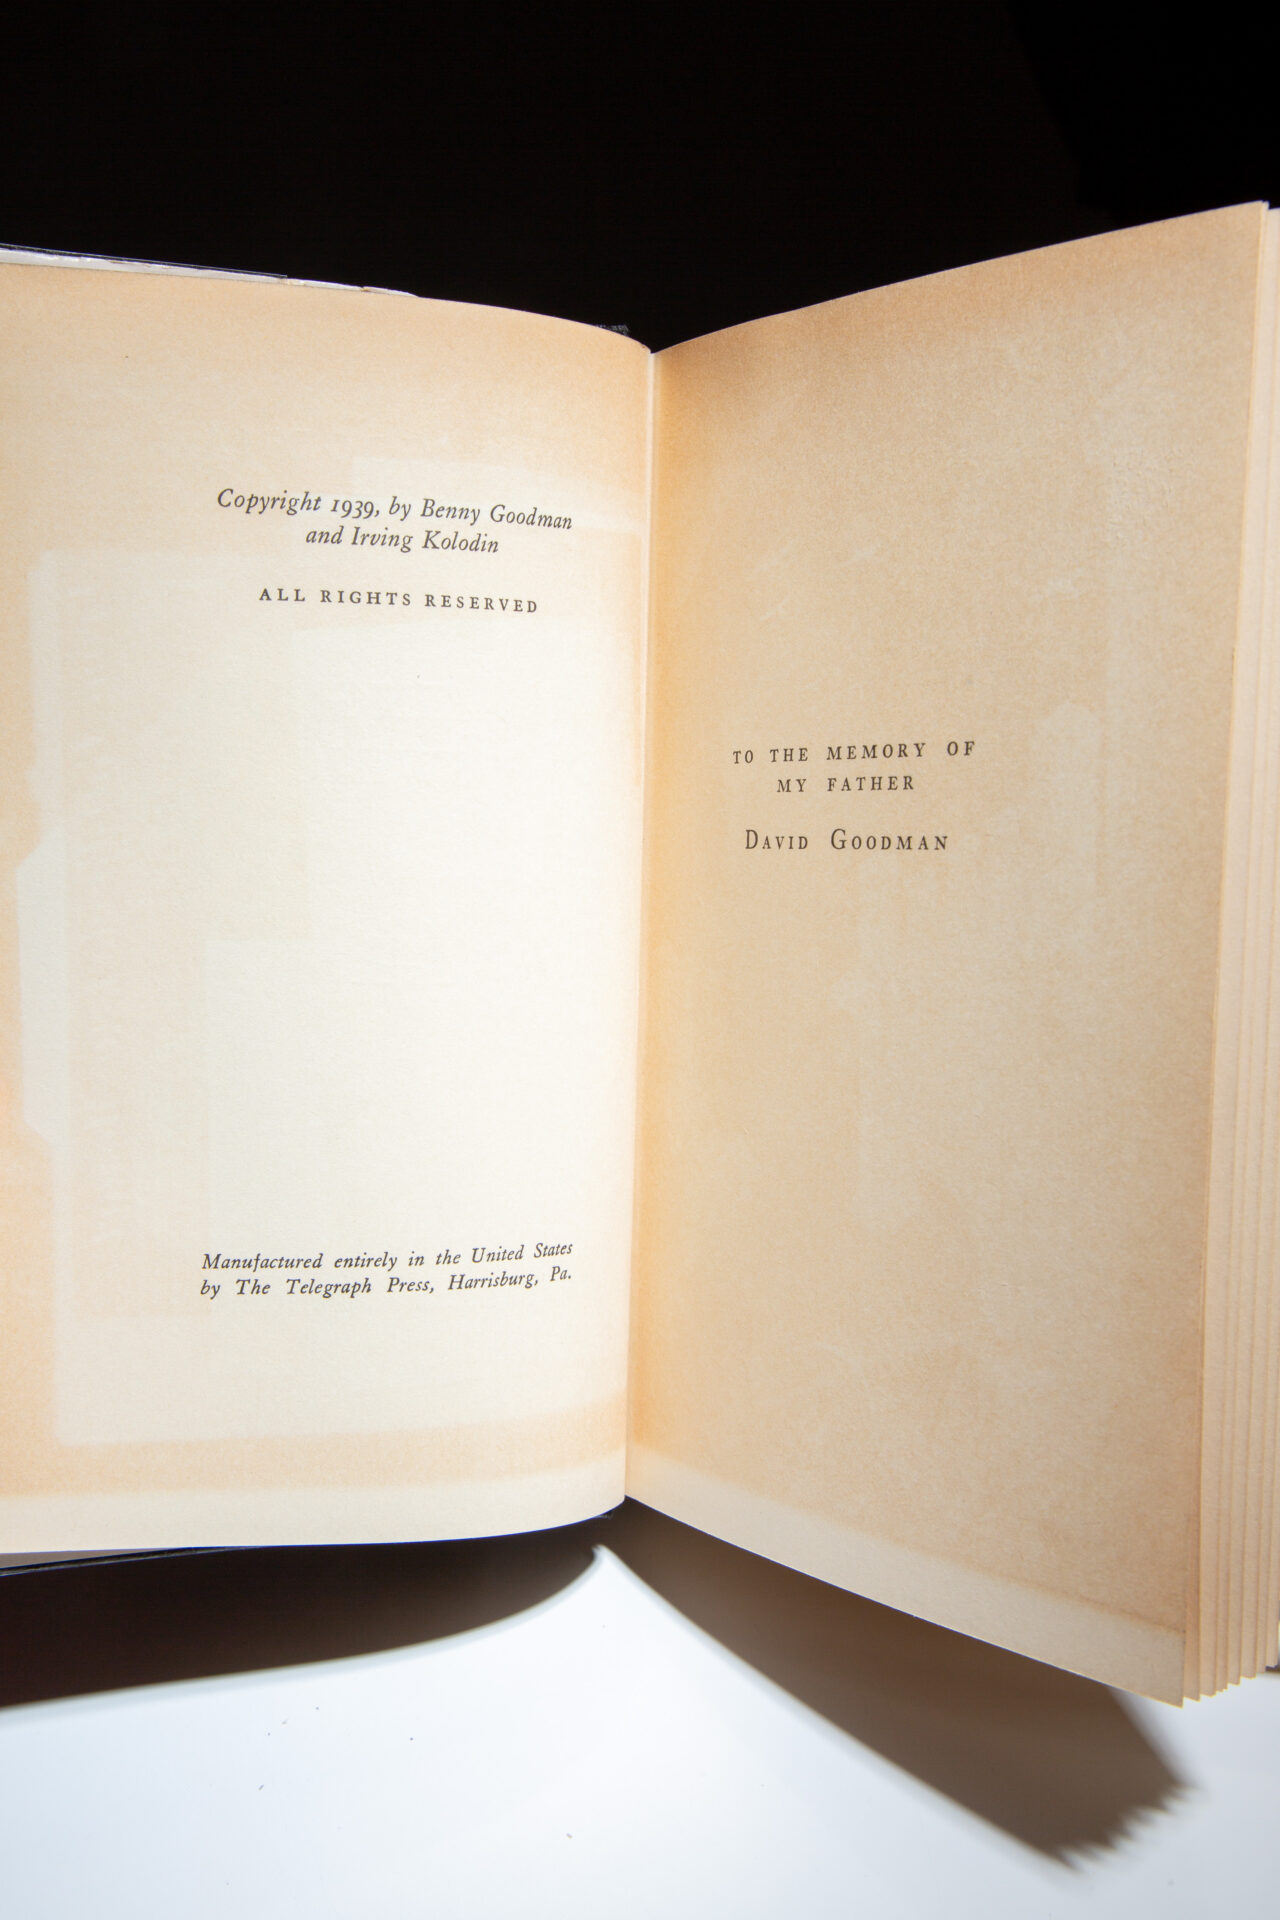 Copyright 1939, by Benny Goodman
and Irving Kolodin
ALL RIGHTS RESERVED
Manufactured entirely in the United States
by The Telegraph Press, Harrisburg, Pa.
TO THE MEMORY OF
MY FATHER
DAVID GOODMAN